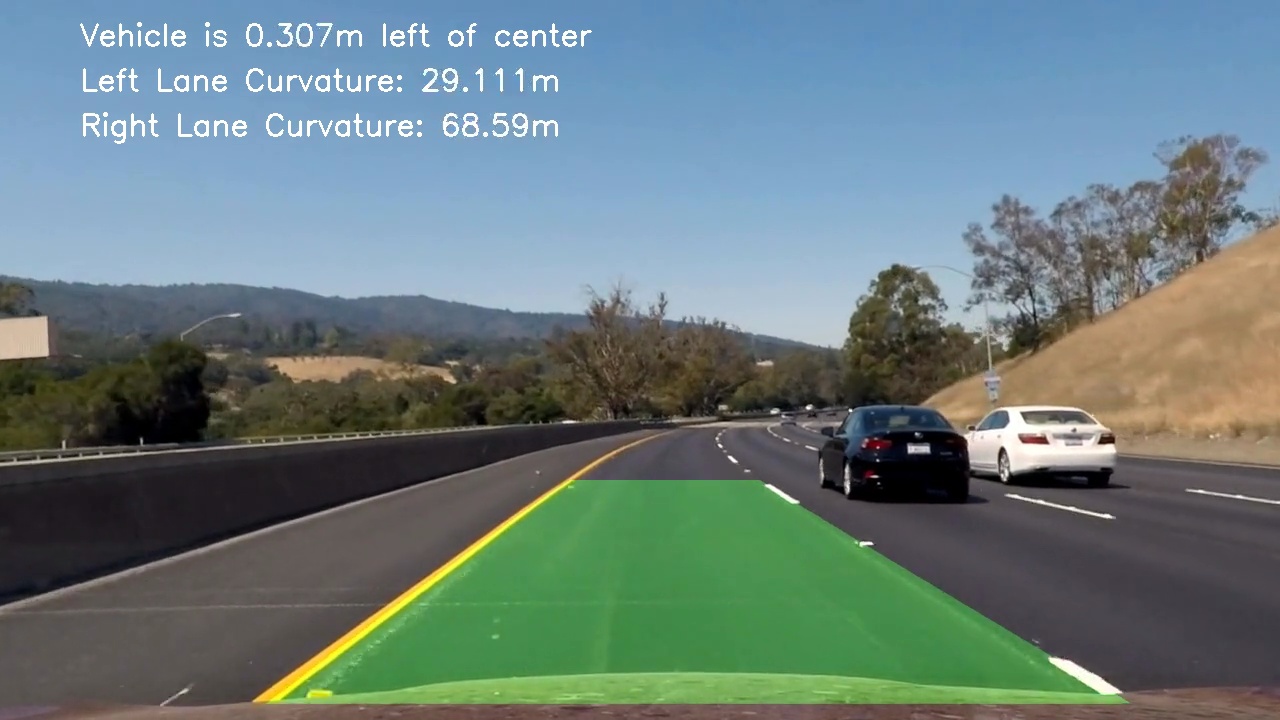 Vehicle is 0.307m left of center
Left Lane Curvature: 29.111m
Right Lane Curvature: 68.59m